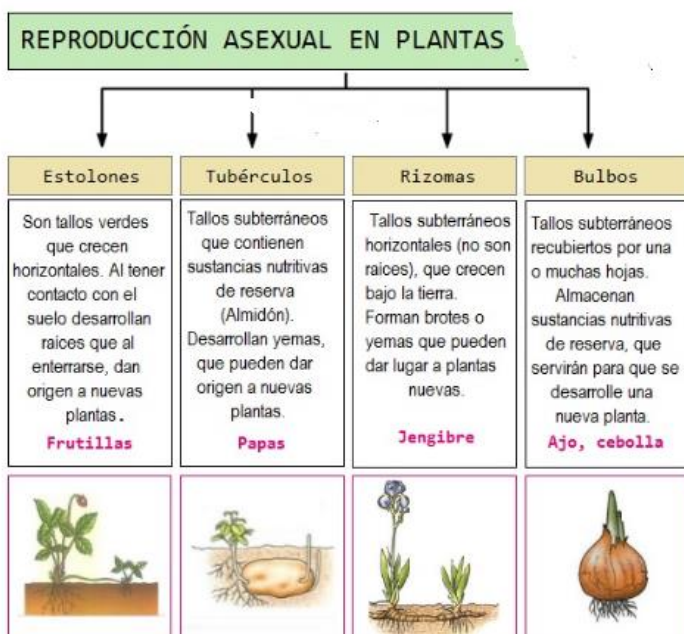 REPRODUCCIÓN ASEXUAL EN PLANTAS
Estolones
Son tallos verdes
que crecen
horizontales. Al tener
contacto con el
suelo desarrollan
raíces que al
enterrarse, dan
origen a nuevas
plantas.
Frutillas
Tubérculos
Tallos subterráneos
que contienen
sustancias nutritivas
de reserva
(Almidón).
Desarrollan yemas,
que pueden dar
origen a nuevas
plantas.
Papas
Rizomas
Tallos subterráneos
horizontales (no son
raíces), que crecen
bajo la tierra.
Forman brotes o
yemas que pueden
dar lugar a plantas
nuevas.
Jengibre
Bulbos
Tallos subterráneos
recubiertos por una
o muchas hojas.
Almacenan
sustancias nutritivas
de reserva, que
servirán para que se
desarrolle una
nueva planta.
Ajo, cebolla